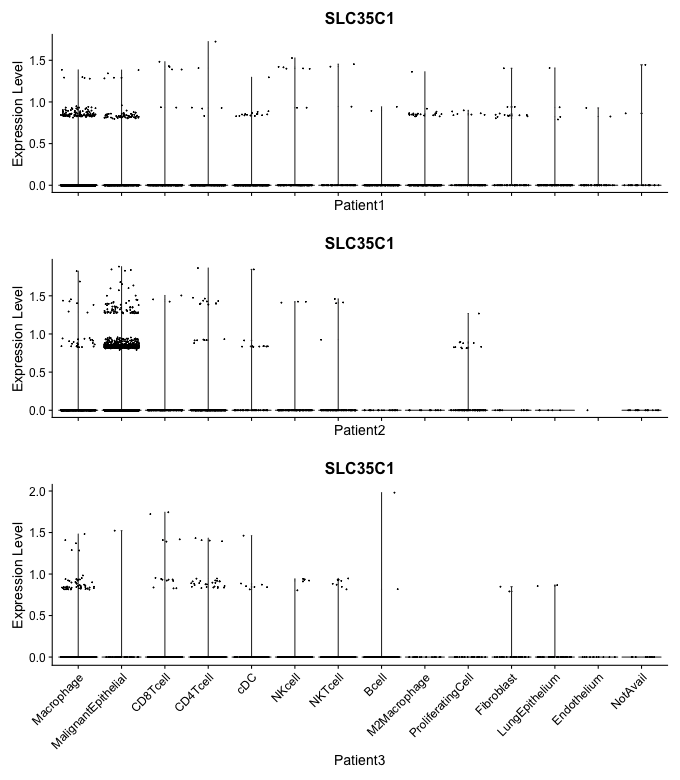 SLC35C1
Expression Level
1.5
1.0
0.5
0.0
Patient1
SLC35C1
Expression Level
1.5
1.0
0.5
0.0
Patient2
SLC35C1
Expression Level
2.0
1.5
1.0
0.5
0.0
Macrophage
MalignantEpithelial
CD8Tcell
CD4Tcell
cDC
NKcell
NKTcell
Bcell
M2Macrophage
ProliferatingCell
Fibroblast
LungEpithelium
Endothelium
NotAvail
Patient3